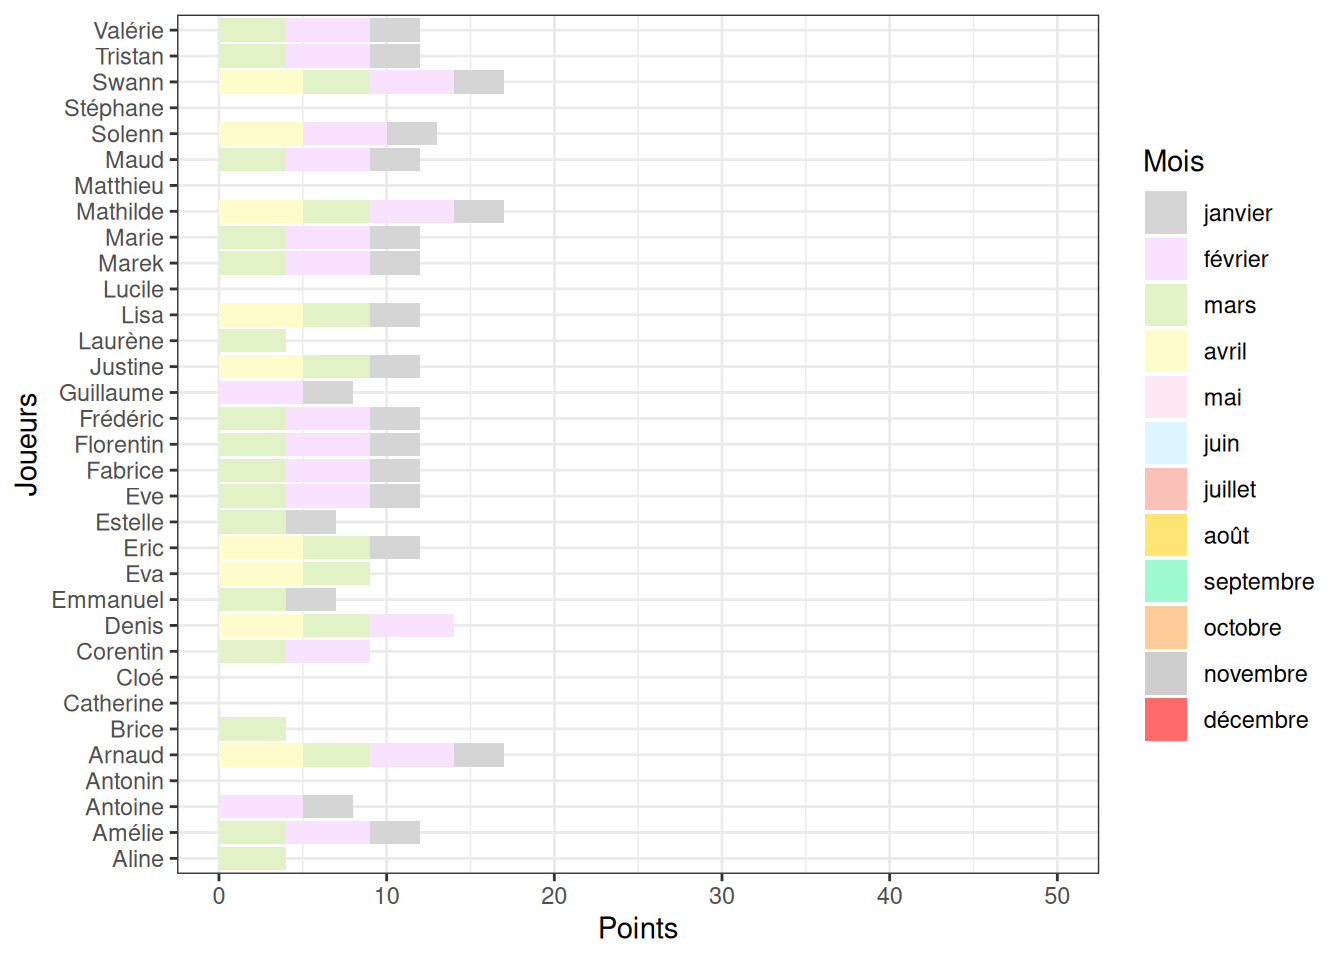 Joueurs
Valérie
Tristan
Swann
Stéphane
Solenn
Maud
Matthieu
Mathilde
Marie
Marek
Lucile
Lisa
Laurène
Justine
Guillaume
Frédéric
Florentin
Fabrice
Eve
Estelle
Eric
Eva
Emmanuel
Denis
Corentin
Cloé
Catherine
Brice
Arnaud
Antonin
Antoine
Amélie
Aline
0 10 20 30 40 50
Points
Mois
janvier
février
mars
avril
mai
juin
juillet
août
septembre
octobre
novembre
décembre